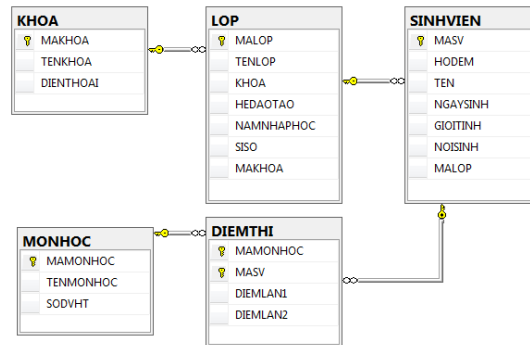 KHOA
MAKHOA
TENKHOA
DIENTHOAI
LOP
MALOP
TENLOP
KHOA
HEDAOTAO
NAMNHAPHOC
SISO
MAKHOA
SINHVIEN
MASV
HODEM
TEN
NGAYSINH
GIOITINH
NOISINH
MALOP
MONHOC
MAMONHOC
TENMONHOC
SODVHT
DIEMTHI
MAMONHOC
MASV
DIEMLAN1
DIEMLAN2